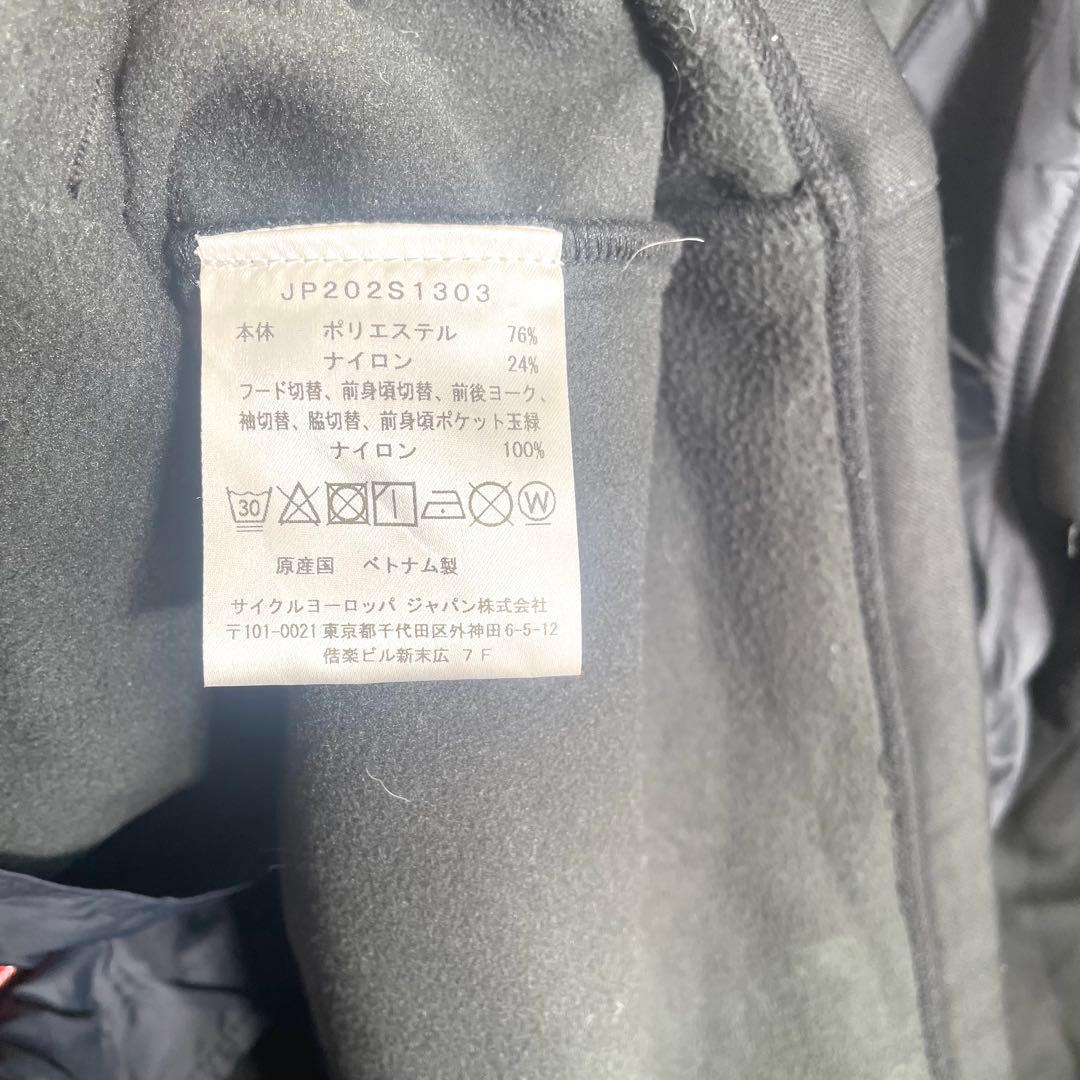 JP202S1303
本体 ポリエステル 76%
ナイロン 24%
フード切替、前身頃切替、前後ヨーク、
袖切替、脇切替、前身頃ポケット玉縁
ナイロン 100%
30 W
原産国 ベトナム製
サイクルヨーロッパ ジャパン株式会社
〒101-0021 東京都千代田区外神田6-5-12
偕楽ビル新末広 7F